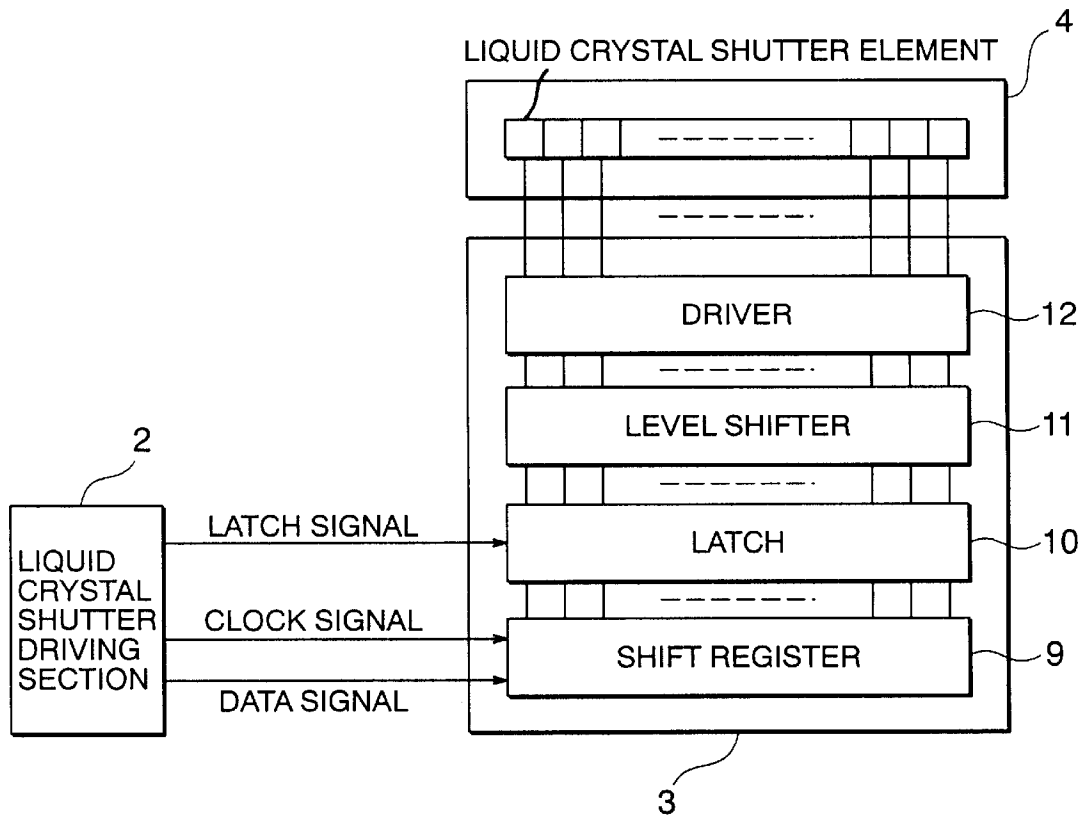 4
LIQUID CRYSTAL SHUTTER ELEMENT
DRIVER
12
LEVEL SHIFTER
11
2
LATCH SIGNAL
LATCH
10
LIQUID
CRYSTAL
SHUTTER
DRIVING
SECTION
CLOCK SIGNAL
SHIFT REGISTER
9
DATA SIGNAL
3